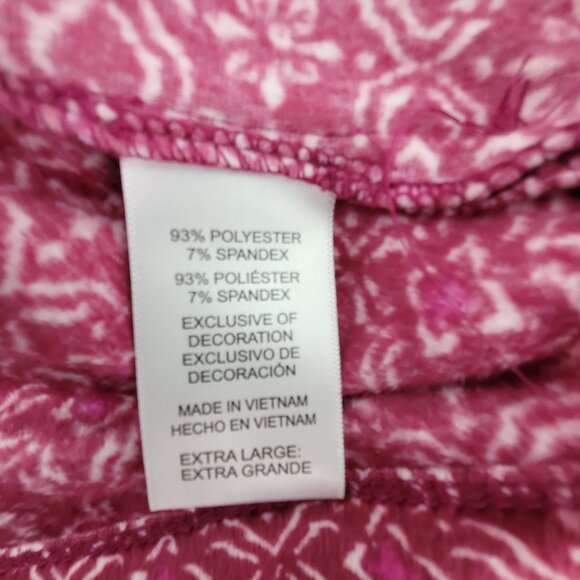 93% POLYESTER
7% SPANDEX
93% POLIÉSTER
7% SPANDEX
EXCLUSIVE OF
DECORATION
EXCLUSIVO DE
DECORACIÓN
MADE IN VIETNAM
HECHO EN VIETNAM
EXTRA LARGE:
EXTRA GRANDE